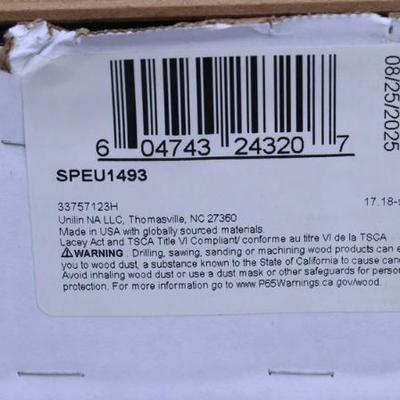 08/25/2025
6 04743 24320 7
SPEU1493
33757123H 17.18-s
Unilin NA LLC, Thomasville, NC 27360
Made in USA with globally sourced materials.
Lacey Act and TSCA Title VI Compliant/ conforme au titre VI de la TSCA
WARNING. Drilling, sawing, sanding or machining wood products can e
you to wood dust, a substance known to the State of California to cause canc
Avoid inhaling wood dust or use a dust mask or other safeguards for person
protection. For more information go to www.P65Warnings.ca.gov/wood.